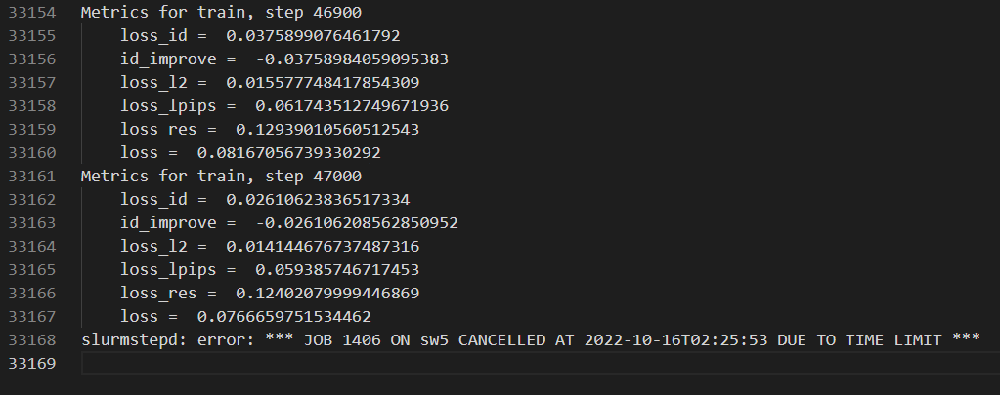 33154 Metrics for train, step 46900
33155 loss_id = 0.0375899076461792
33156 id_improve = -0.03758984059095383
33157 loss_l2 = 0.015577748417854309
33158 loss_lpips = 0.0617435127496719​36
33159 loss_res = 0.12939010560512543
33160 loss = 0.08167056739330292
33161 Metrics for train, step 47000
33162 loss_id = 0.02610623836517334
33163 id_improve = -0.026106208562850952
33164 loss_l2 = 0.014144676737487316
33165 loss_lpips = 0.059385746717453
33166 loss_res = 0.12402079999446869
33167 loss = 0.0766659751534462
33168 slurmstepd: error: *** JOB 1406 ON sw5 CANCELLED AT 2022-10-16T02:25:53 DUE TO TIME LIMIT ***
33169